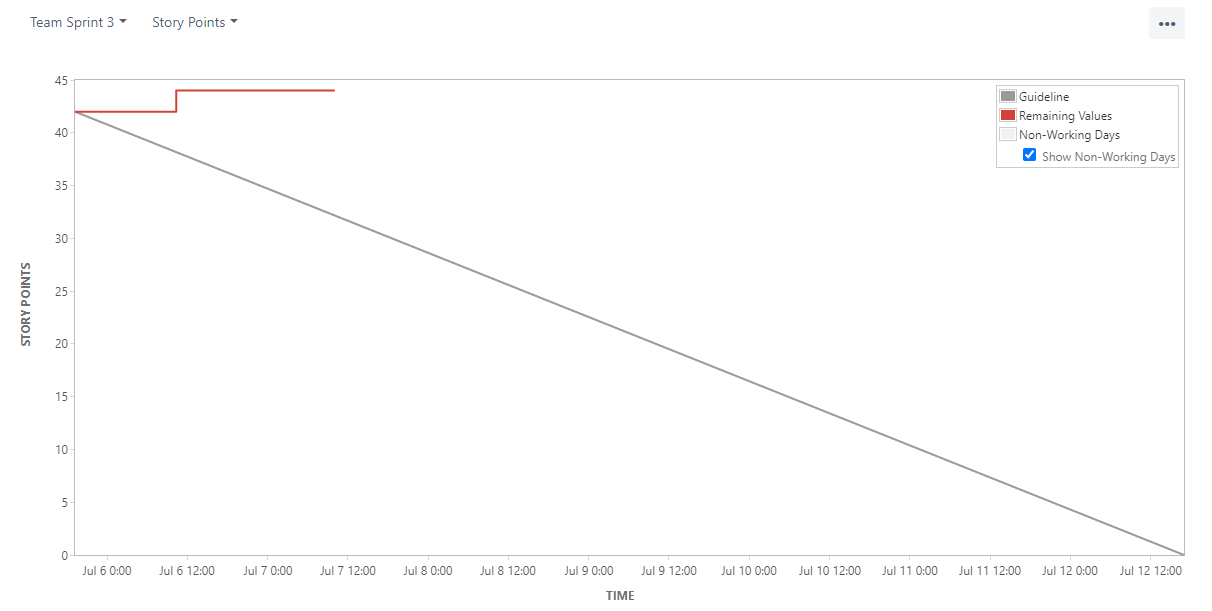 Team Sprint 3 Story Points
•••
45
40
35
30
25
20
15
10
5
0
STORY POINTS
Guideline
Remaining Values
Non-Working Days
Show Non-Working Days
Jul 6 0:00 Jul 6 12:00 Jul 7 0:00 Jul 7 12:00 Jul 8 0:00 Jul 8 12:00 Jul 9 0:00 Jul 9 12:00 Jul 10 0:00 Jul 10 12:00 Jul 11 0:00 Jul 11 12:00 Jul 12 0:00 Jul 12 12:00
TIME